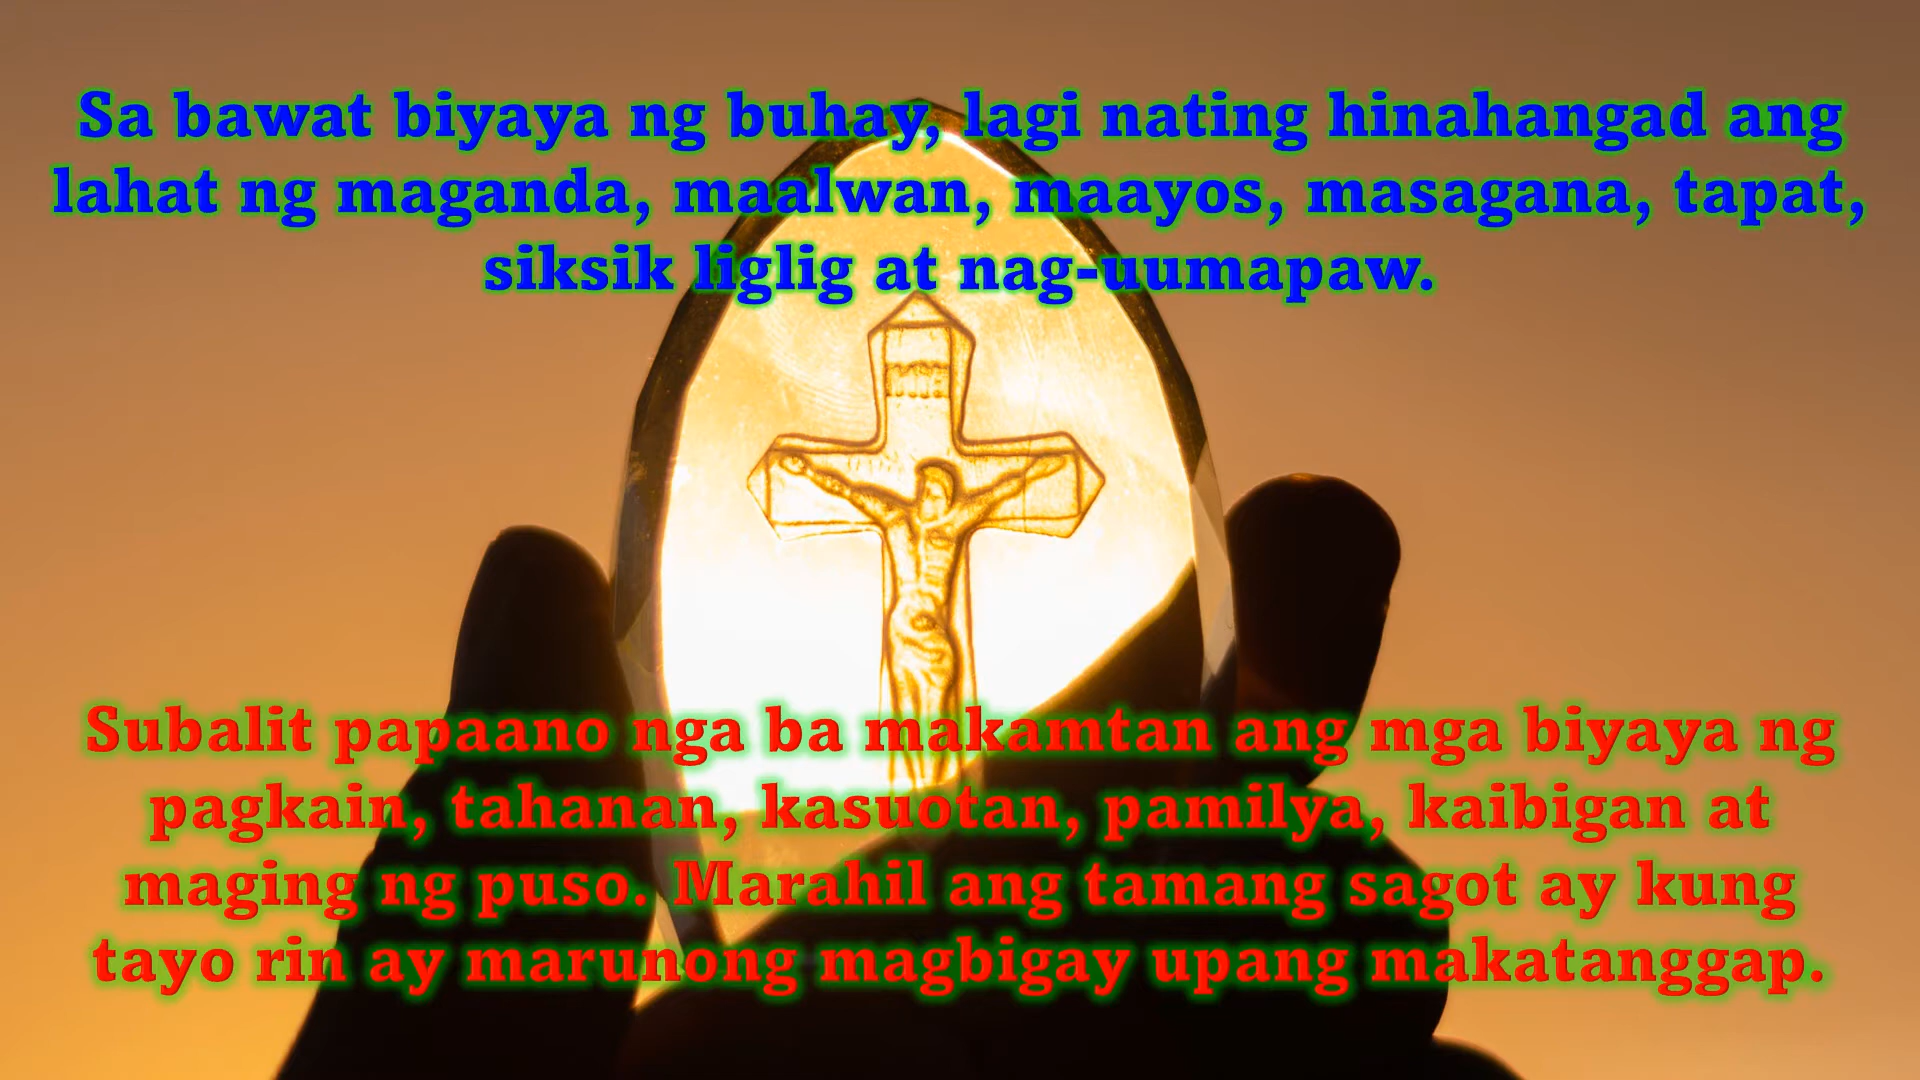 Sa bawat biyaya ng buhay, lagi nating hinahangad ang
lahat ng maganda, maalwan, maayos, masagana, tapat,
siksik liglig at nag-uumapaw.
Subalit papaano nga ba makamtan ang mga biyaya ng
pagkain, tahanan, kasuotan, pamilya, kaibigan at
maging ng puso. Marahil ang tamang sagot ay kung
tayo rin ay marunong magbigay upang makatanggap.